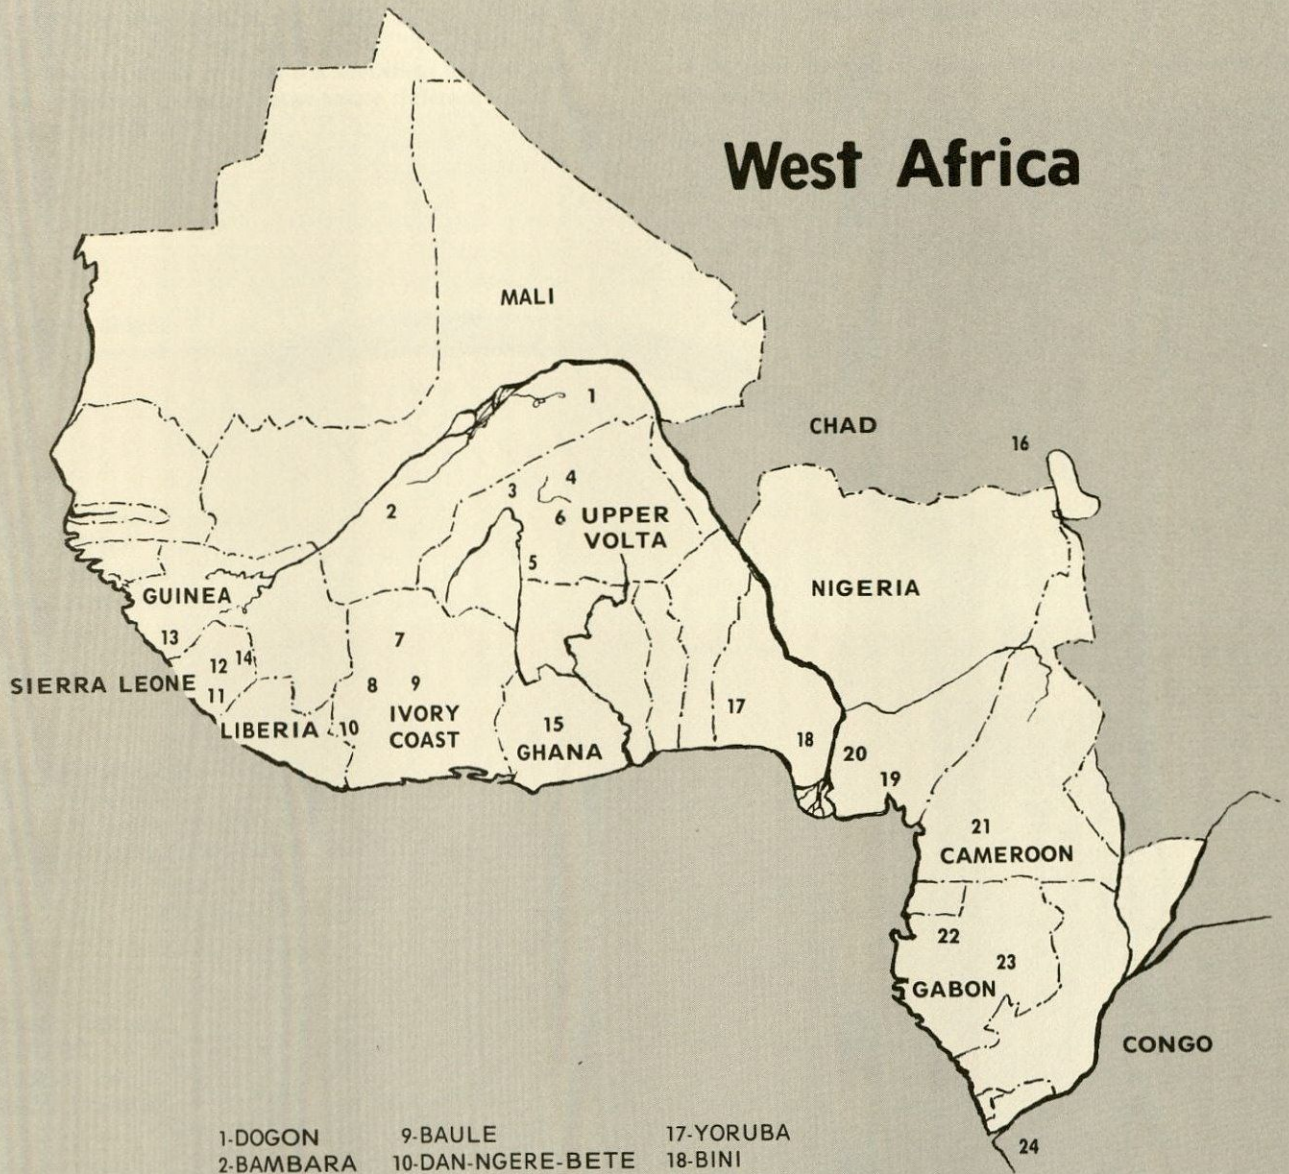 West Africa
MALI
1
CHAD
16
2
3
4
6
UPPER
VOLTA
5
NIGERIA
GUINEA
13
12
14
7
SIERRA LEONE
11
8
9
LIBERIA
10
IVORY
COAST
15
GHANA
17
18
20
19
21
CAMEROON
22
23
GABON
CONGO
24
1-DOGON 9-BAULE 17-YORUBA
2-BAMBARA 10-DAN-NGERE-BETE 18-BINI